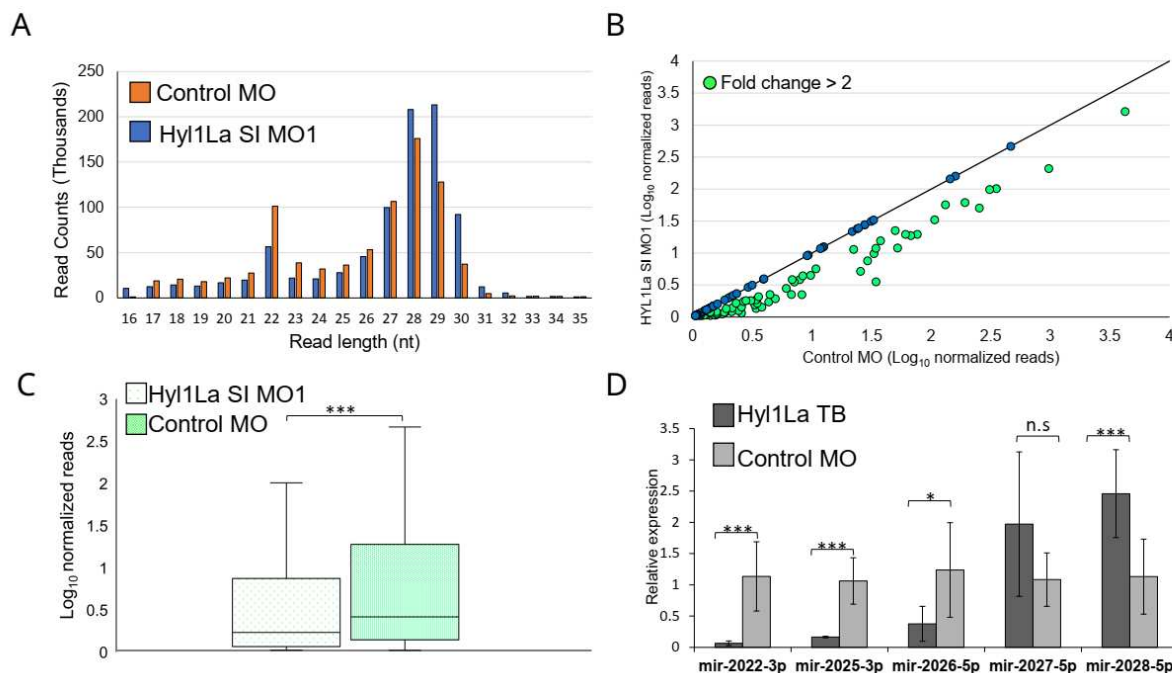 A
250
200
150
100
50
0
Control MO
Hyl1La SI MO1
Read Counts (Thousands)
16 17 18 19 20 21 22 23 24 25 26 27 28 29 30 31 32 33 34 35
Read length (nt)
B
4
3.5
3
2.5
2
1.5
1
0.5
0
Fold change > 2
HYL1La SI MO1 (Log10 normalized reads)
0 0.5 1 1.5 2 2.5 3 3.5 4
Control MO (Log10 normalized reads)
C
Hyl1La SI MO1
Control MO
***
3
2.5
2
1.5
1
0.5
0
Log10 normalized reads
D
Hyl1La TB
Control MO
3.5
3
2.5
2
1.5
1
0.5
0
Relative expression
***
***
*
n.s
***
mir-2022-3p mir-2025-3p mir-2026-5p mir-2027-5p mir-2028-5p